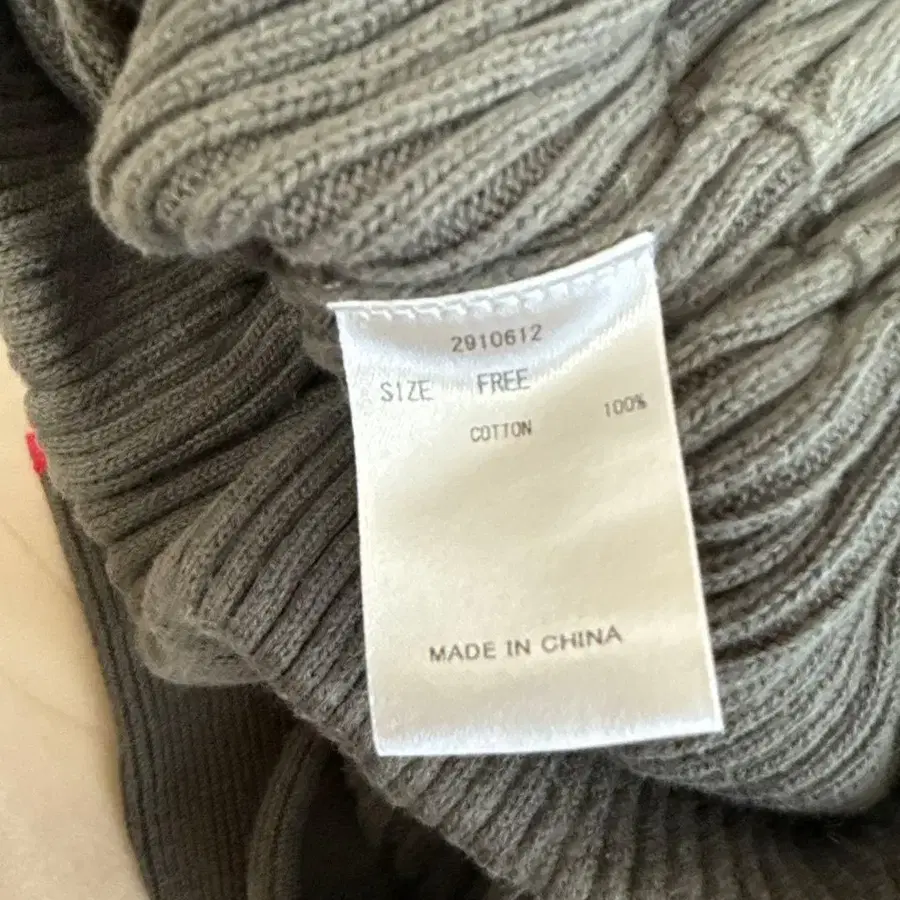 2910612
SIZE FREE
COTTON 100%
MADE IN CHINA